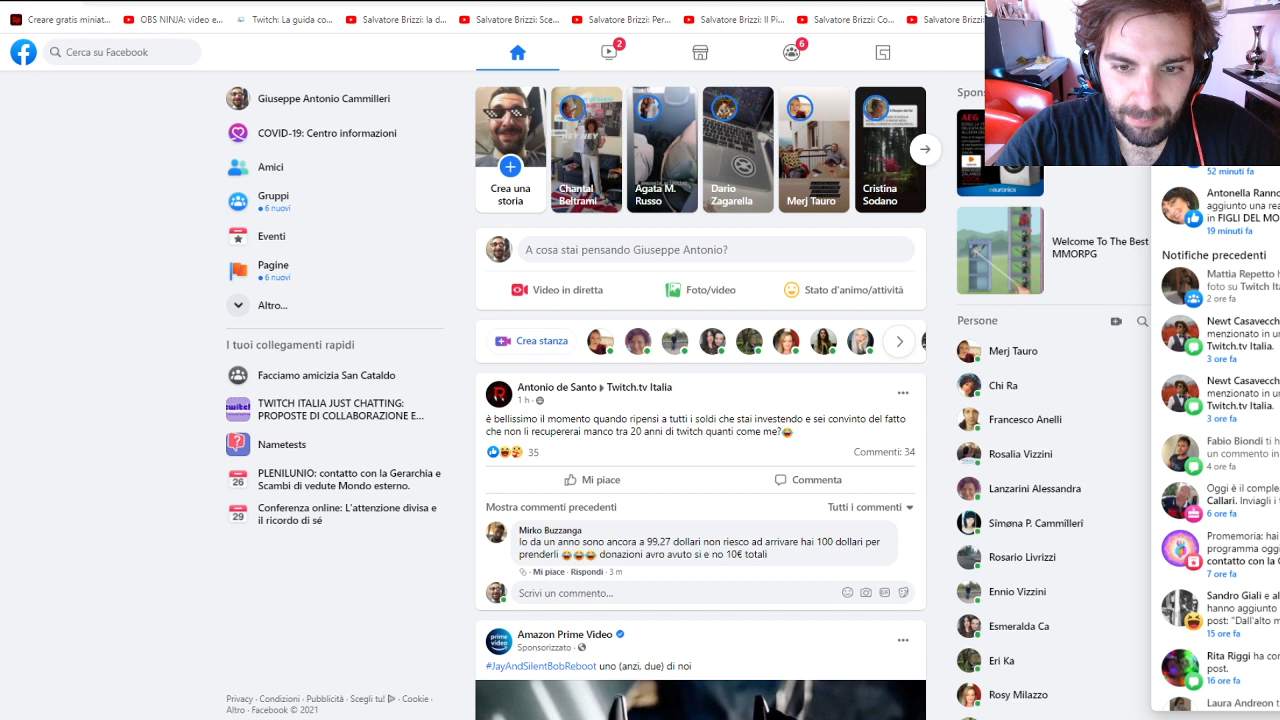 Creare gratis miniat...
OBS NINJA: video e...
Twitch: La guida co...
Salvatore Brizzi: la d...
Salvatore Brizzi: Sce...
Salvatore Brizzi: Per...
Salvatore Brizzi: Il Pi...
Salvatore Brizzi: Co...
Salvatore Brizzi:
Cerca su Facebook
2
6
Giuseppe Antonio Cammilleri
COVID-19: Centro informazioni
Amici
Gruppi
6 nuovi
Eventi
Pagine
6 nuovi
Altro...
I tuoi collegamenti rapidi
Facciamo amicizia San Cataldo
TWITCH ITALIA JUST CHATTING:
PROPOSTE DI COLLABORAZIONE E...
Nametests
26
PLENILUNIO: contatto con la Gerarchia e
Scambi di vedute Mondo esterno.
29
Conferenza online: L'attenzione divisa e
il ricordo di sé
Privacy · Condizioni · Pubblicità · Scegli tu! · Cookie ·
Altro · Facebook © 2021
Crea una
storia
Chantal
Beltrami
Agata M.
Russo
Dario
Zagarella
Merj Tauro
Cristina
Sodano
A cosa stai pensando Giuseppe Antonio?
Video in diretta
Foto/video
Stato d'animo/attività
Crea stanza
Antonio de Santo ▸ Twitch.tv Italia
1 h ·
è bellissimo il momento quando ripensi a tutti i soldi che stai investendo e sei convinto del fatto
che non li recupererai manco tra 20 anni di twitch quanti come me?😂
35
Commenti: 34
Mi piace
Commenta
Mostra commenti precedenti
Tutti i commenti
Mirko Buzzanga
Io da un anno sono ancora a 99,27 dollari non riesco ad arrivare hai 100 dollari per
prenderli 😂😂😂 donazioni avro avuto si e no 10€ totali
· Mi piace · Rispondi · 3 m
Scrivi un commento...
prime
video
Amazon Prime Video
Sponsorizzato ·
#JayAndSilentBobReboot uno (anzi, due) di noi
Spons
AEG
euronics
Welcome To The Best
MMORPG
Persone
Merj Tauro
Chi Ra
Francesco Anelli
Rosalia Vizzini
Lanzarini Alessandra
Simøna P. Cammilleri
Rosario Livrizzi
Ennio Vizzini
Esmeralda Ca
Eri Ka
Rosy Milazzo
52 minuti fa
Antonella Ranno
aggiunto una rea
in FIGLI DEL MO
19 minuti fa
Notifiche precedenti
Mattia Repetto h
foto su Twitch Ita
2 ore fa
Newt Casavecch
menzionato in un
Twitch.tv Italia.
3 ore fa
Newt Casavecch
menzionato in un
Twitch.tv Italia.
3 ore fa
Fabio Biondi ti h
un commento in
4 ore fa
Oggi è il comple
Callari. Inviagli i
6 ore fa
Promemoria: hai
programma oggi
contatto con la G
7 ore fa
Sandro Giali e al
hanno aggiunto
post: "Dall'alto m
15 ore fa
Rita Riggi ha co
post.
16 ore fa
Laura Andreon t